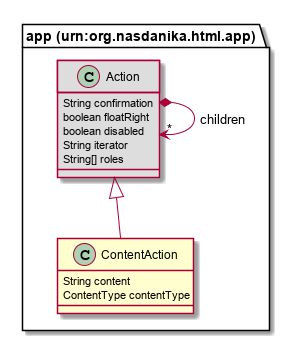 app (urn:org.nasdanika.html.app)
C Action
String confirmation
boolean floatRight
boolean disabled
String iterator
String[] roles
children
*
C ContentAction
String content
ContentType contentType